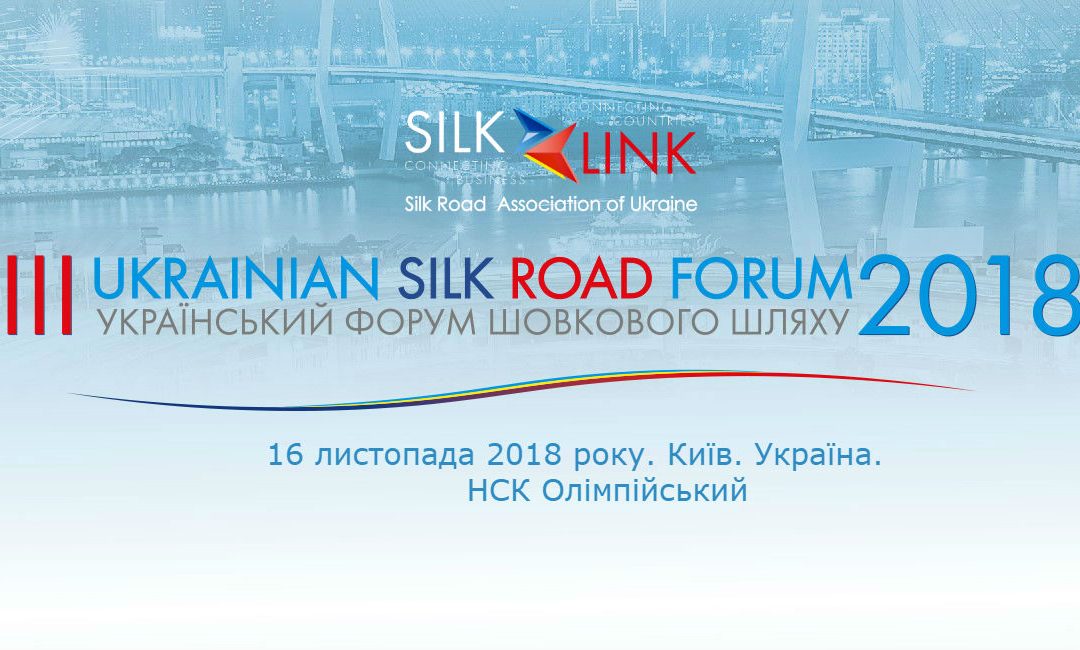 SILK LINK
CONNECTING COUNTRIES
CONNECTING BUSINESS
Silk Road Association of Ukraine
III UKRAINIAN SILK ROAD FORUM 2018
УКРАЇНСЬКИЙ ФОРУМ ШОВКОВОГО ШЛЯХУ
16 листопада 2018 року. Київ. Україна.
НСК Олімпійський